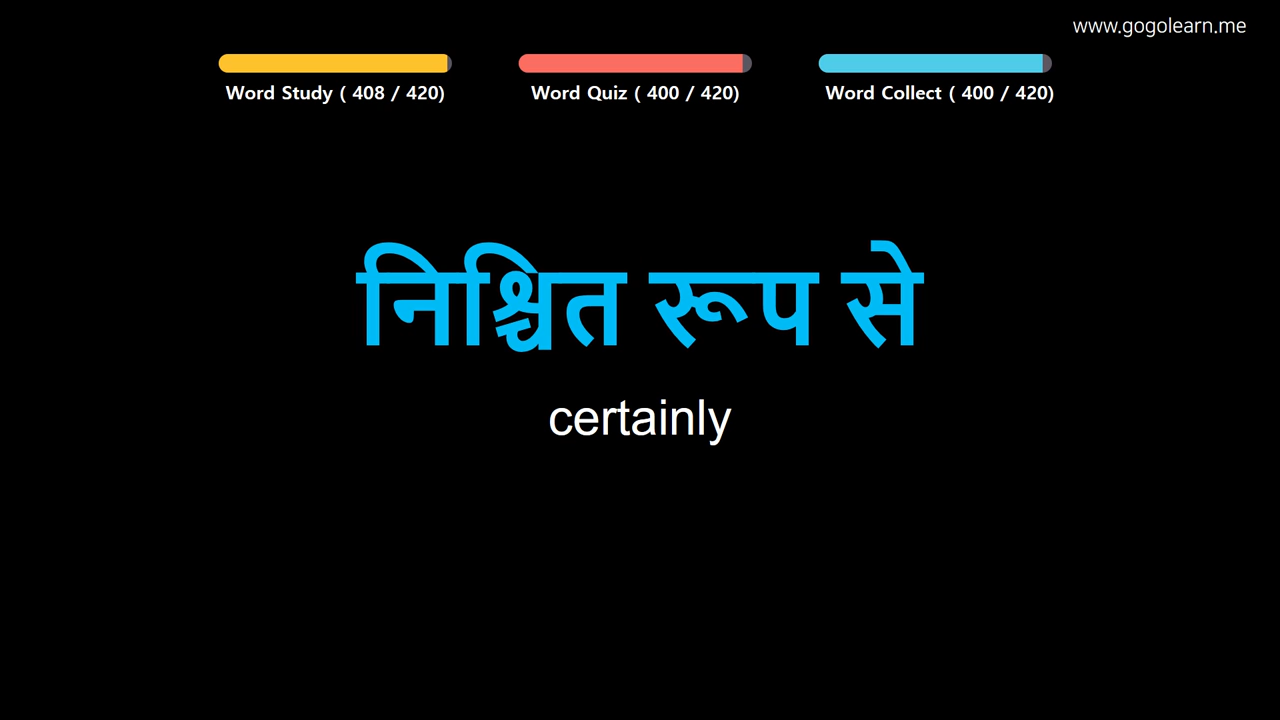 www.gogolearn.me
Word Study ( 408 / 420)
Word Quiz ( 400 / 420)
Word Collect ( 400 / 420)
निश्चित रूप से
certainly